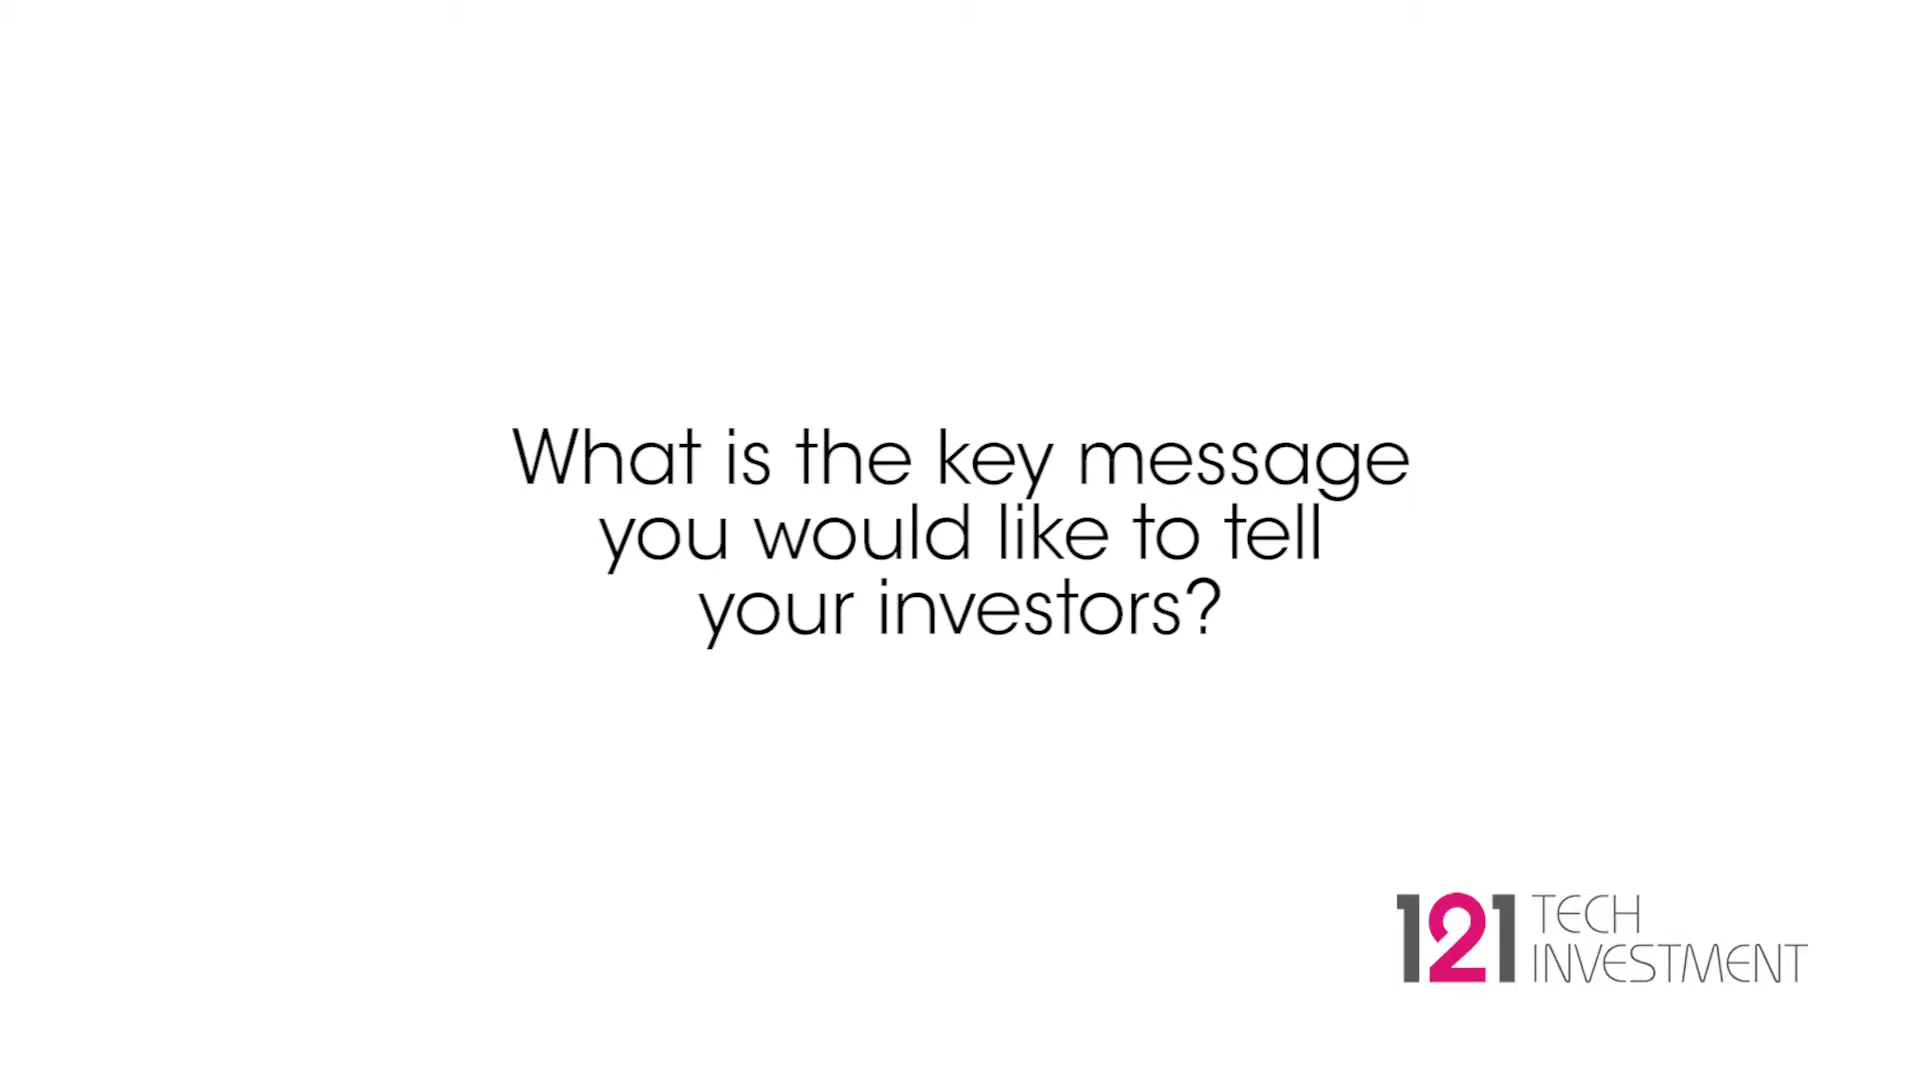 What is the key message
you would like to tell
your investors?
121 TECH
INVESTMENT